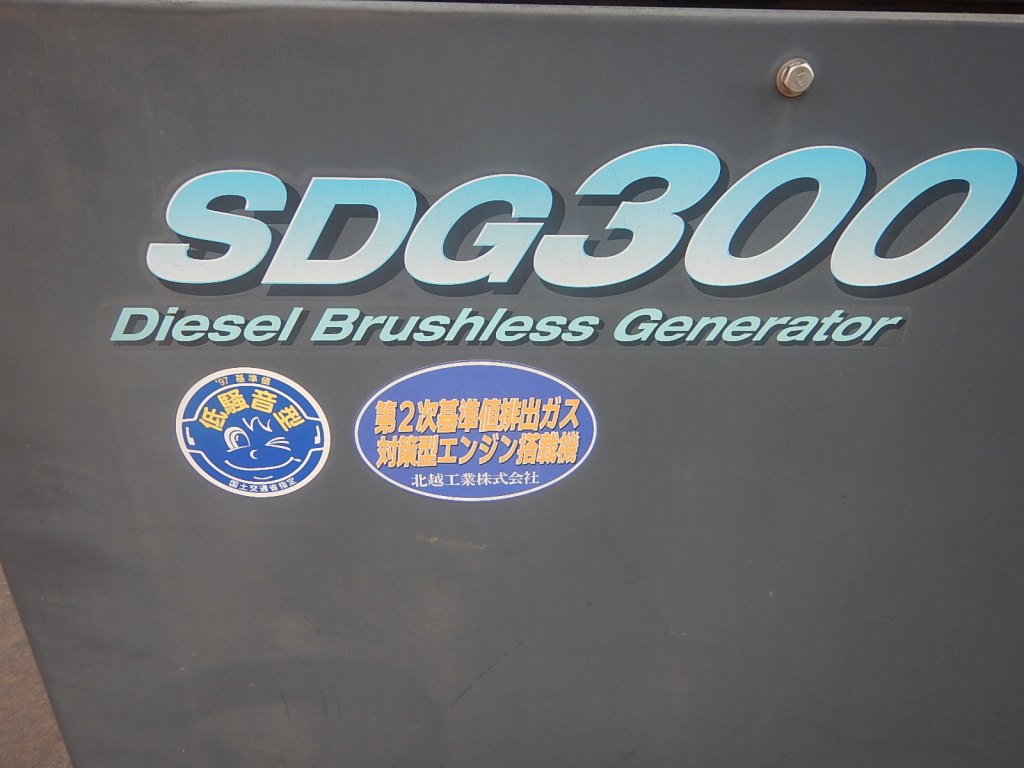 SDG300
Diesel Brushless Generator
'97 基準値
低騒音型
国土交通省指定
第2次基準値排出ガス
対策型エンジン搭載機
北越工業株式会社